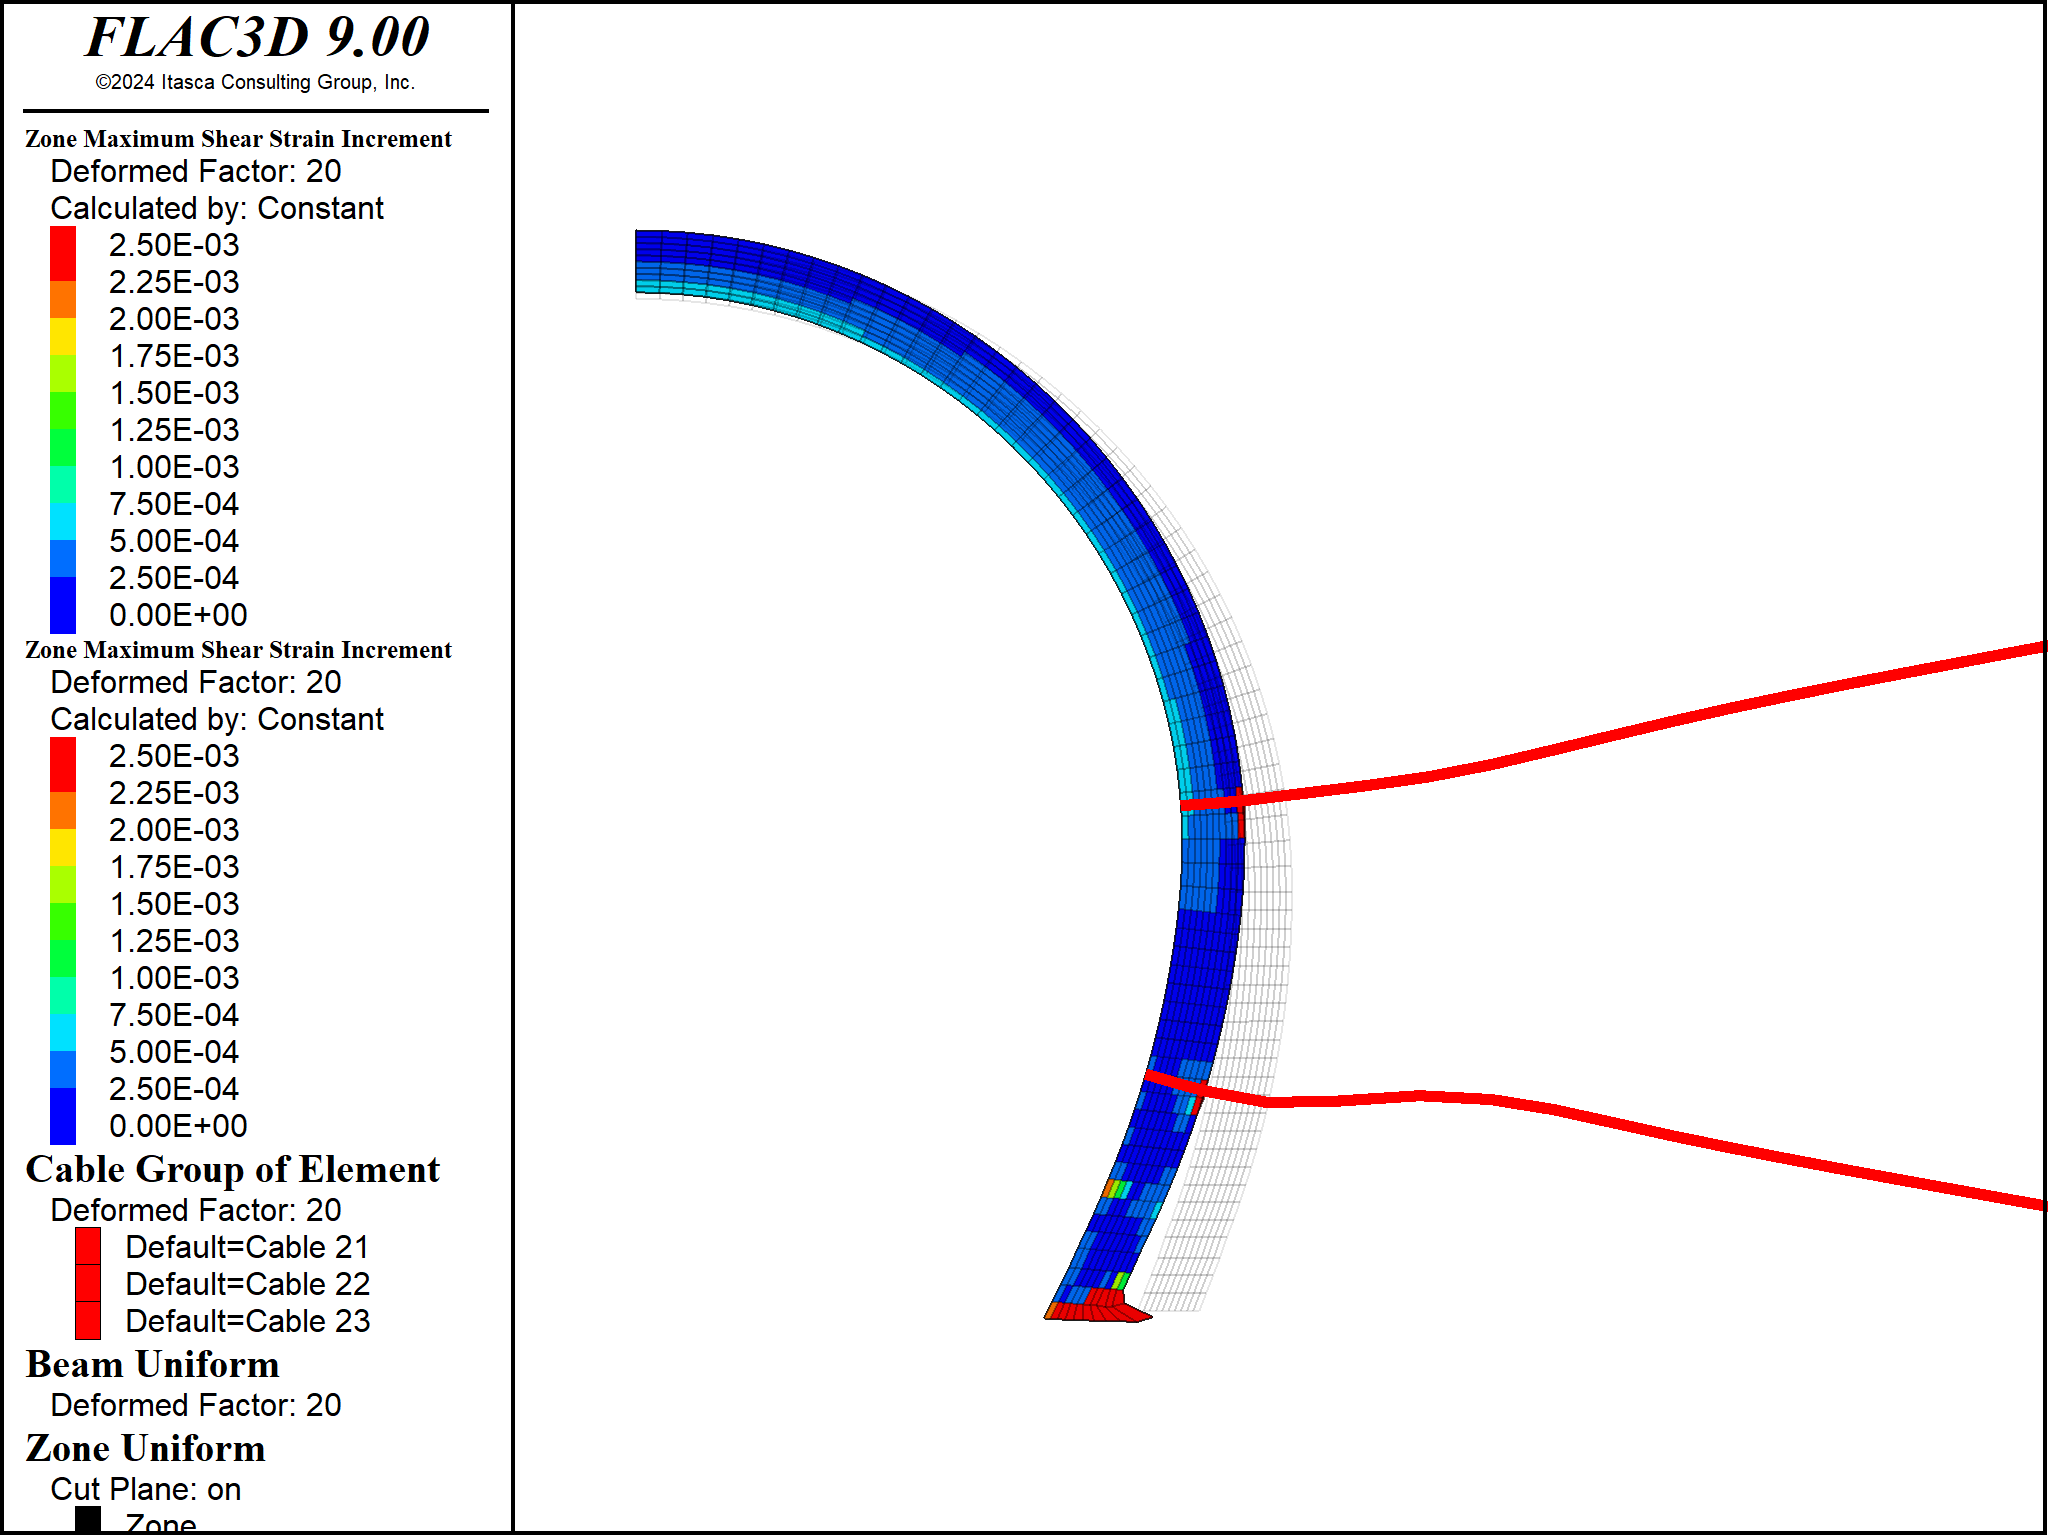 FLAC3D 9.00
©2024 Itasca Consulting Group, Inc.
Zone Maximum Shear Strain Increment
Deformed Factor: 20
Calculated by: Constant
2.50E-03
2.25E-03
2.00E-03
1.75E-03
1.50E-03
1.25E-03
1.00E-03
7.50E-04
5.00E-04
2.50E-04
0.00E+00
Zone Maximum Shear Strain Increment
Deformed Factor: 20
Calculated by: Constant
2.50E-03
2.25E-03
2.00E-03
1.75E-03
1.50E-03
1.25E-03
1.00E-03
7.50E-04
5.00E-04
2.50E-04
0.00E+00
Cable Group of Element
Deformed Factor: 20
Default=Cable 21
Default=Cable 22
Default=Cable 23
Beam Uniform
Deformed Factor: 20
Zone Uniform
Cut Plane: on
Zone